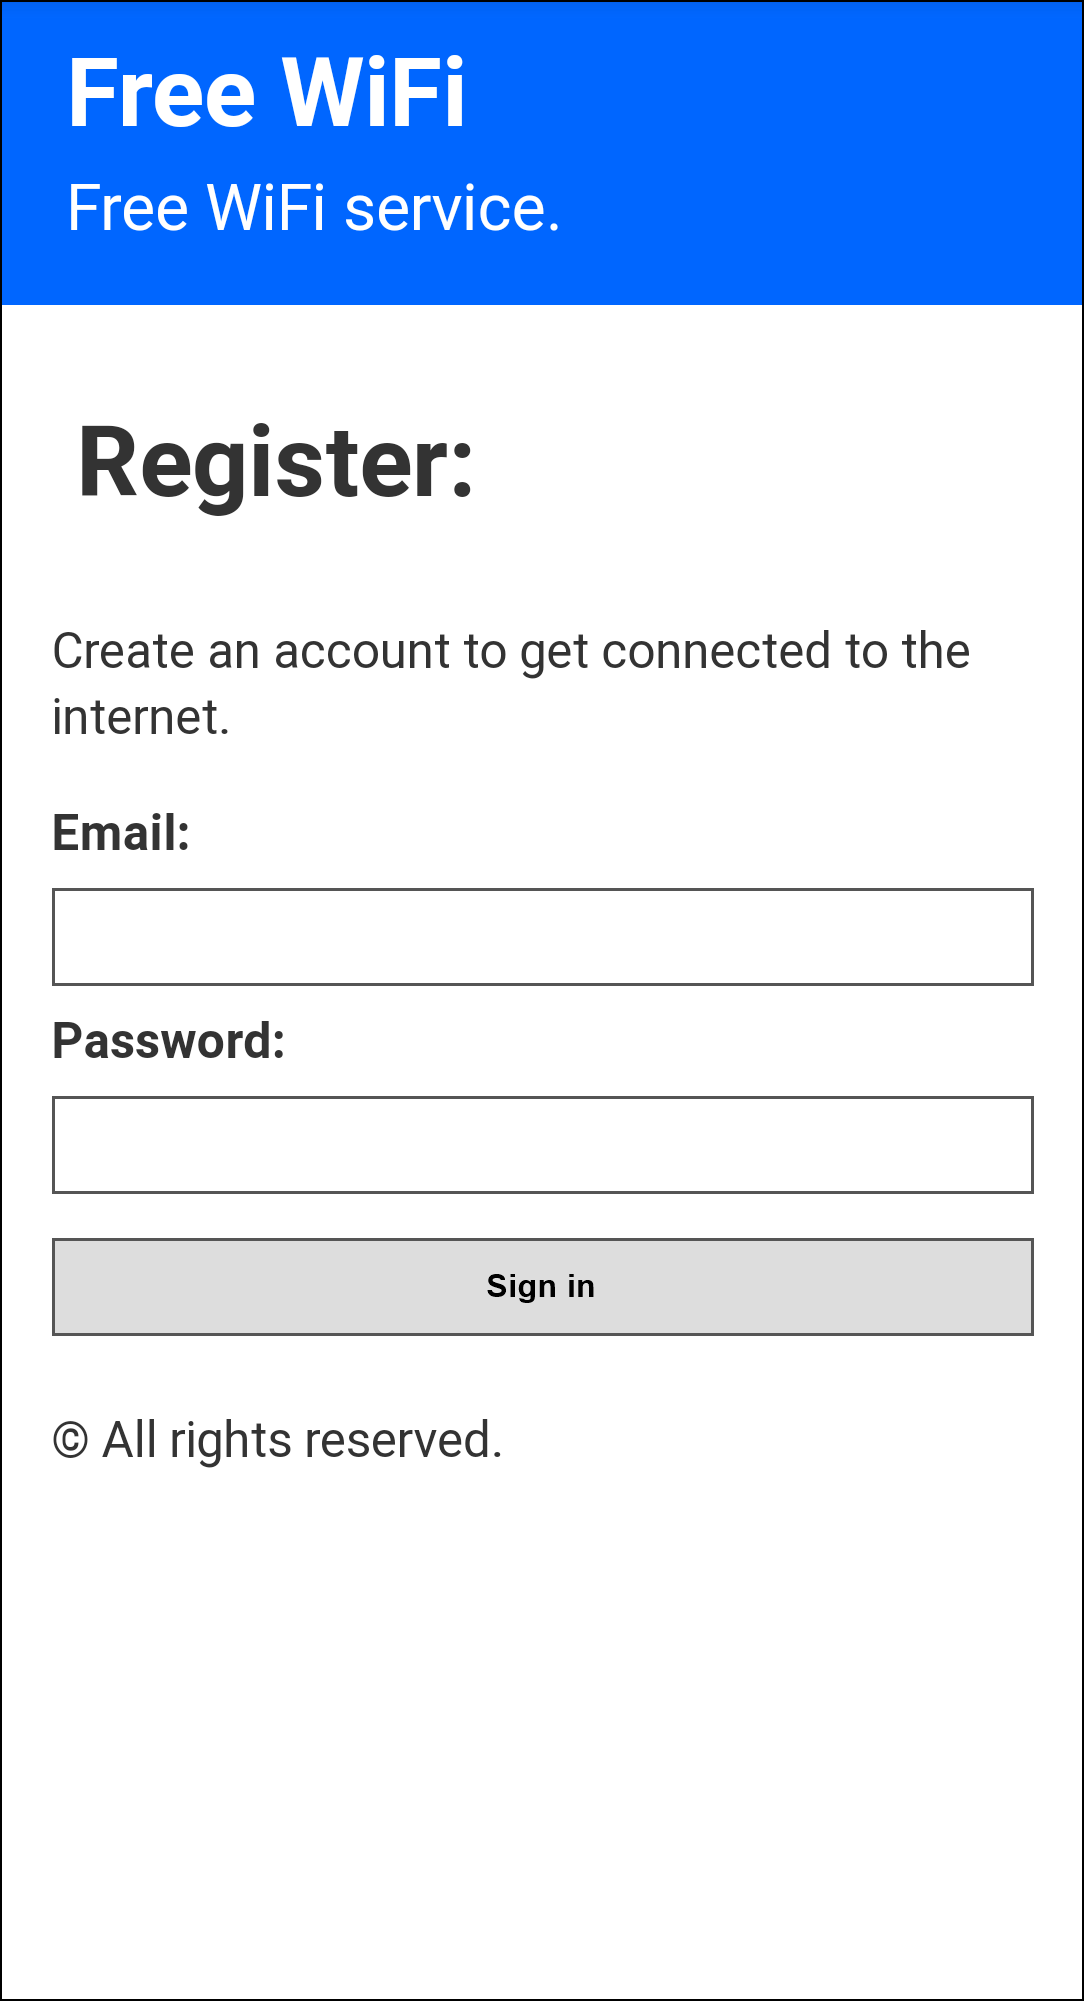 Free WiFi
Free WiFi service.
Register:
Create an account to get connected to the
internet.
Email:
Password:
Sign in
© All rights reserved.